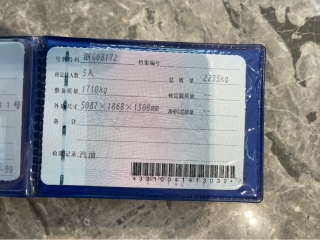 号牌号码 浙G08172 档案编号
核定载人数 5人 总质量 2235kg
整备质量 1710kg 核定载质量 --
外廓尺寸 5087×1868×1500mm 准牵引总质量 --
备注
检验记录 汽油